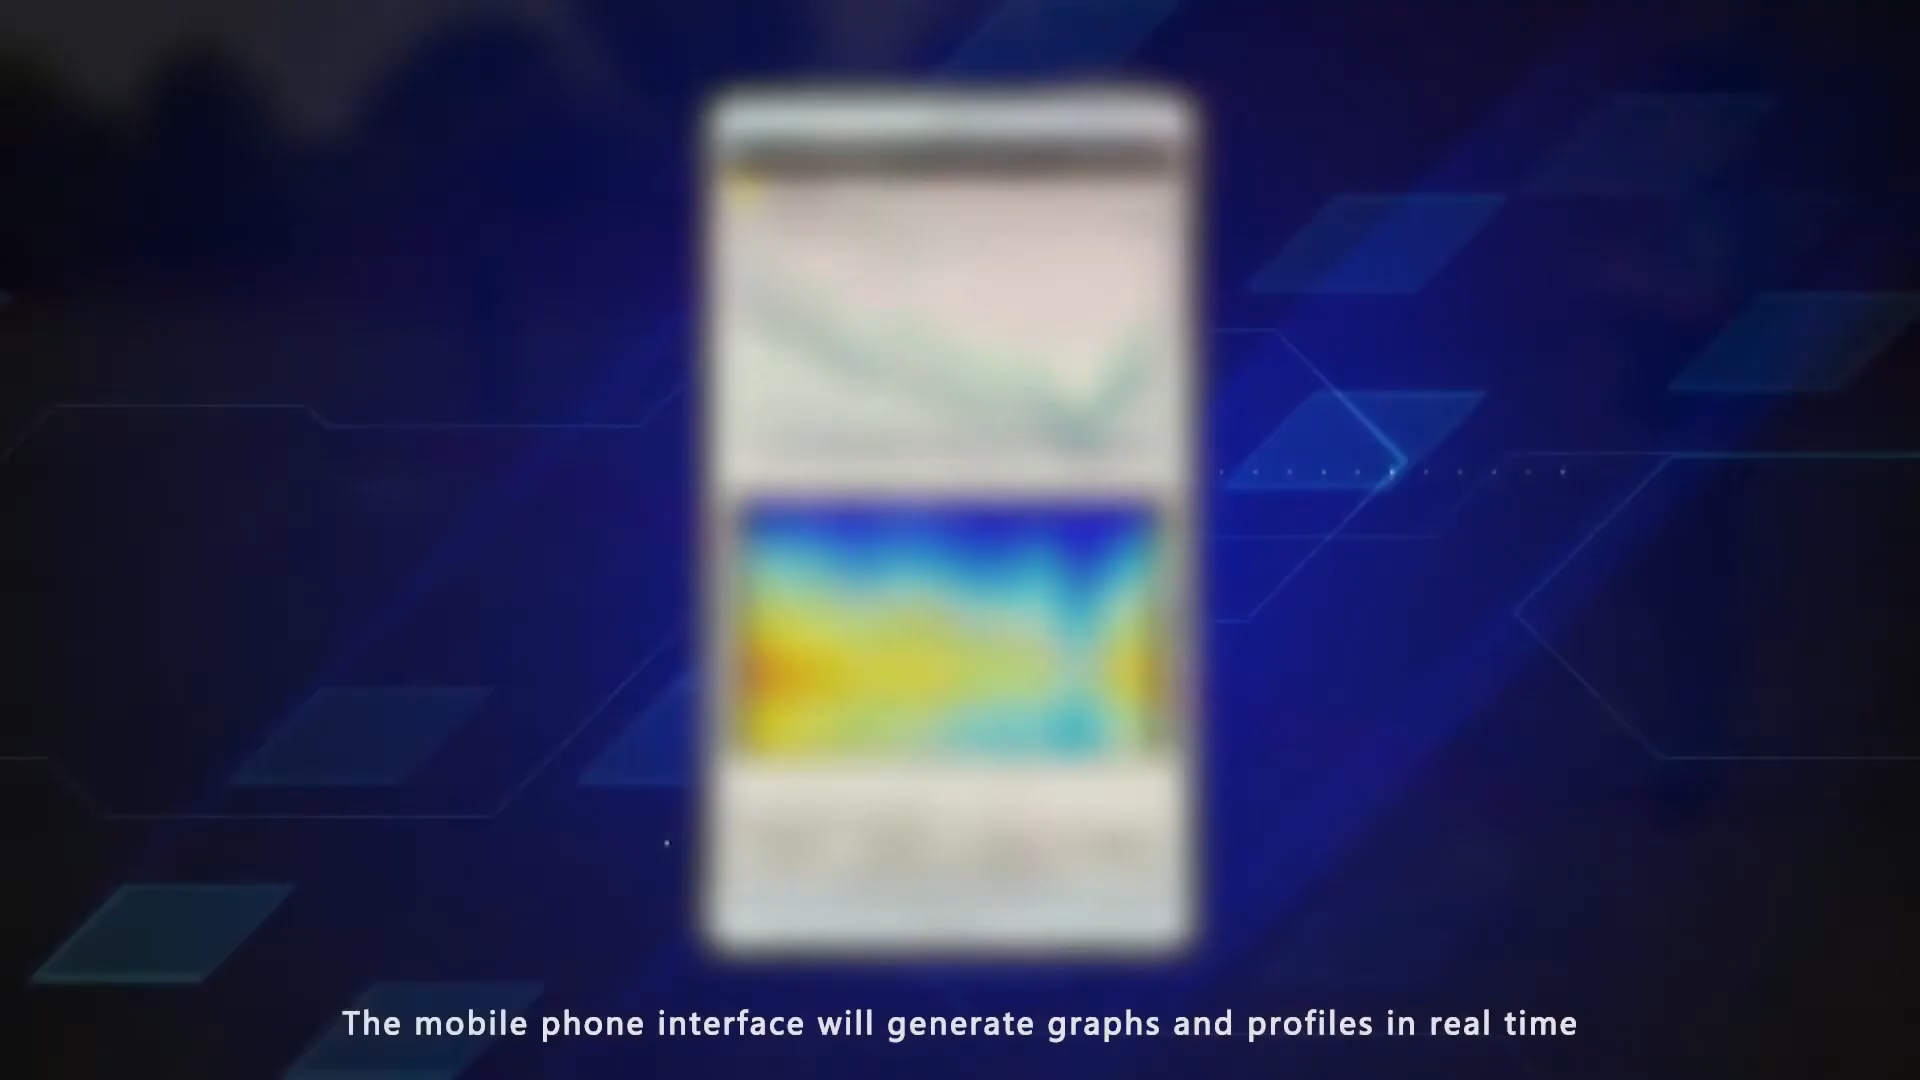 The mobile phone interface will generate graphs and profiles in real time